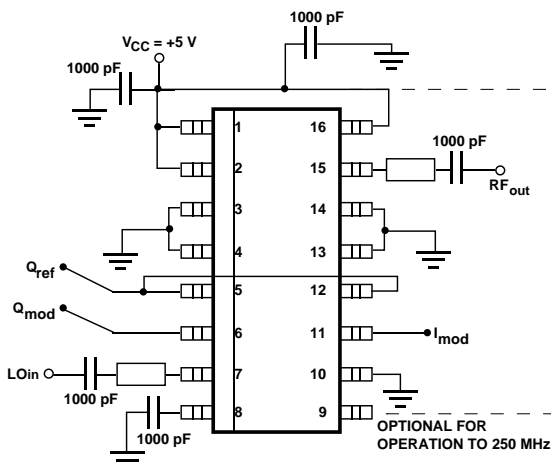 1000 pF
VCC = +5 V
1000 pF
1 16
1000 pF
2 15
RFout
3 14
4 13
Qref
5 12
Qmod
6 11
Imod
LOin
7 10
1000 pF
8 9
1000 pF
OPTIONAL FOR
OPERATION TO 250 MHz